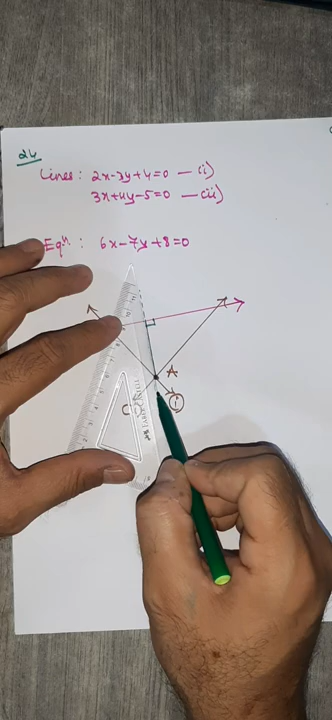 24
Lines: 2x-3y+4=0 — (i)
3x+4y-5=0 — (ii)
Eqⁿ: 6x-7y+8=0
A
(i)